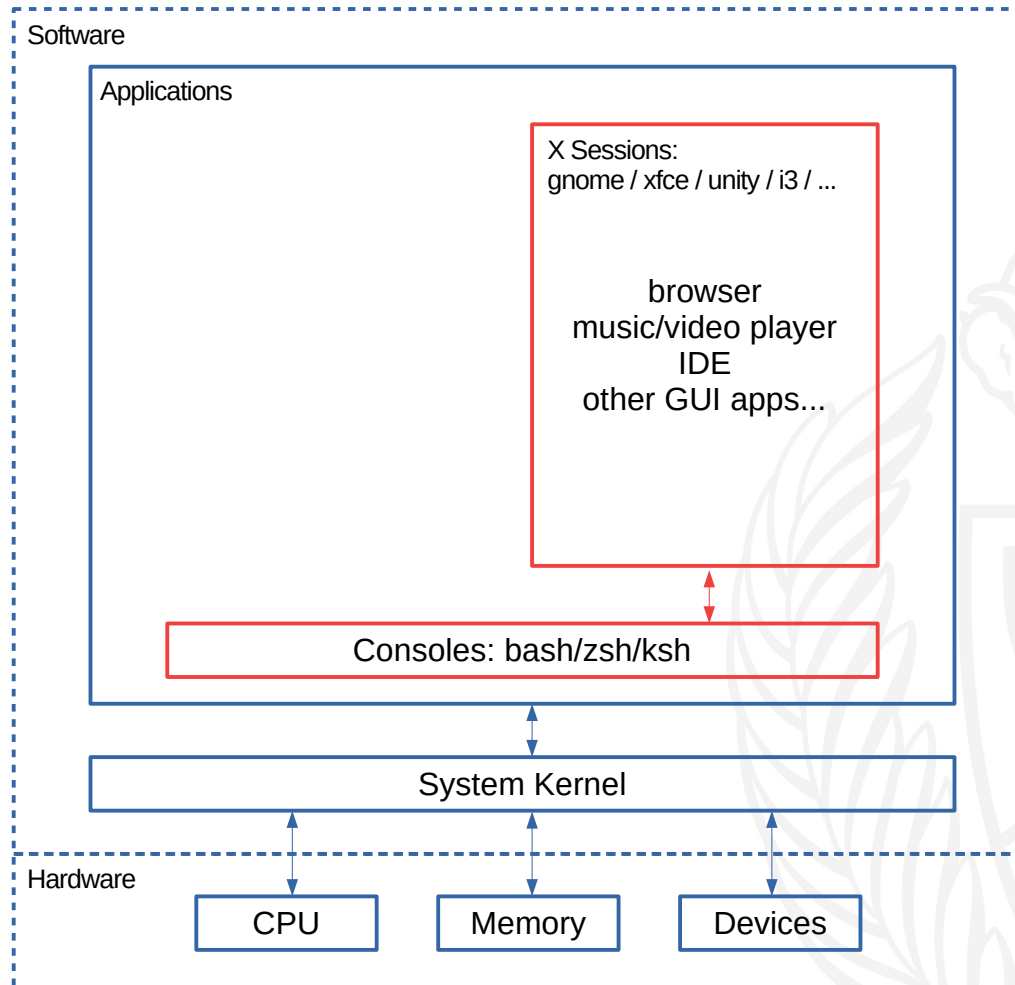 Software
Applications
X Sessions:
gnome / xfce / unity / i3 / ...
browser
music/video player
IDE
other GUI apps...
Consoles: bash/zsh/ksh
System Kernel
Hardware
CPU
Memory
Devices